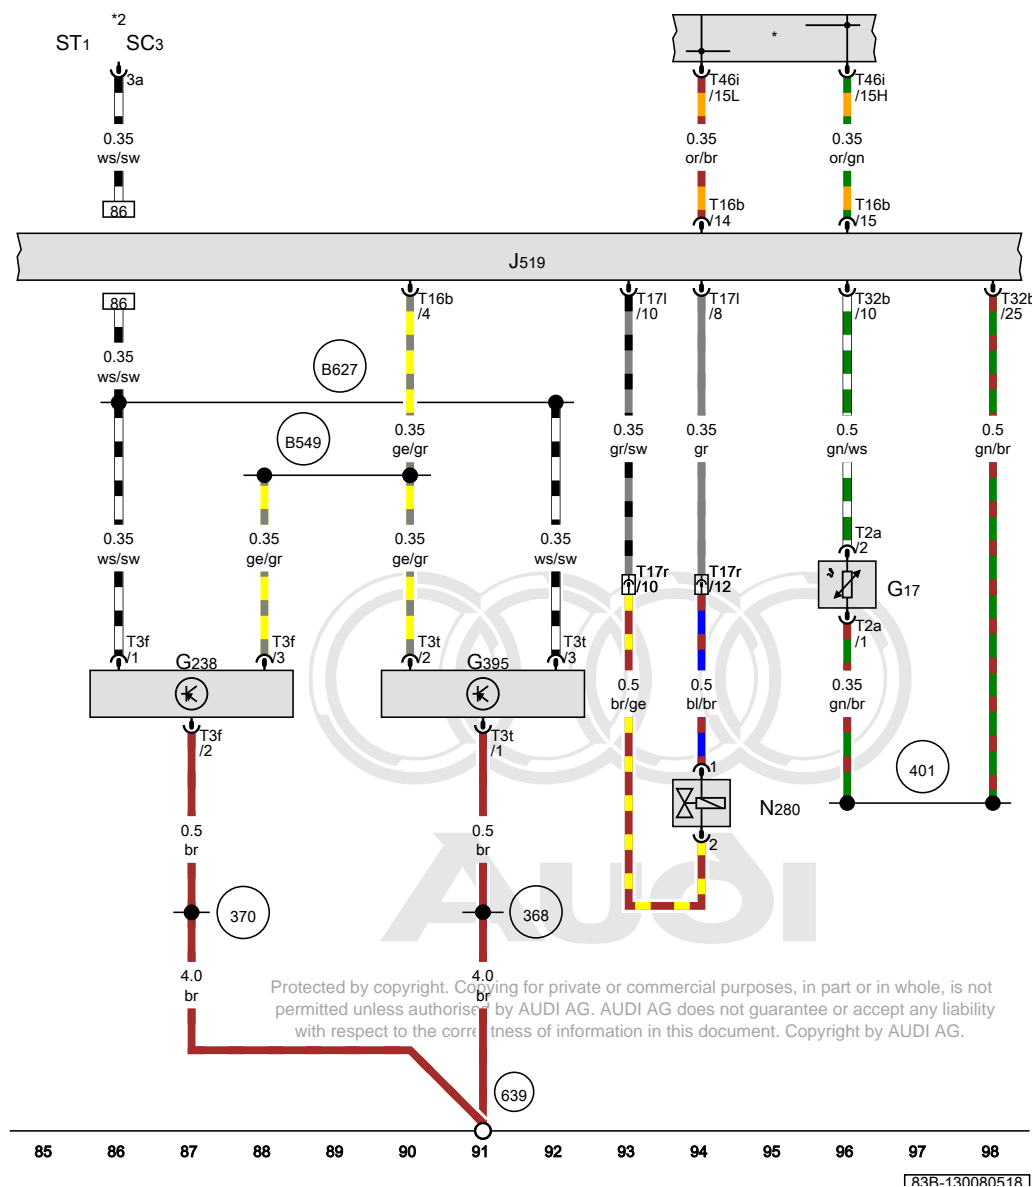 *2
ST1 SC3
3a
0.35
ws/sw
86
*
T46i
/15L
T46i
/15H
0.35
or/br
0.35
or/gn
T16b
/14
T16b
/15
J519
86
T16b
/4
T17l
/10
T17l
/8
T32b
/10
T32b
/25
0.35
ws/sw
B627
B549
0.35
ge/gr
0.35
gr/sw
0.35
gr
0.5
gn/ws
0.5
gn/br
0.35
ws/sw
0.35
ge/gr
0.35
ge/gr
0.35
ws/sw
T2a
/2
T17r
/10
T17r
/12
G17
T2a
/1
T3f
/1
G238
T3f
/3
T3t
/2
G395
T3t
/3
0.5
br/ge
0.5
bl/br
0.35
gn/br
T3f
/2
T3t
/1
401
1
N280
2
0.5
br
0.5
br
370
368
AUDI
4.0
br
4.0
br
Protected by copyright. Copying for private or commercial purposes, in part or in whole, is not
permitted unless authorised by AUDI AG. AUDI AG does not guarantee or accept any liability
with respect to the correctness of information in this document. Copyright by AUDI AG.
639
85 86 87 88 89 90 91 92 93 94 95 96 97 98
83B-130080518